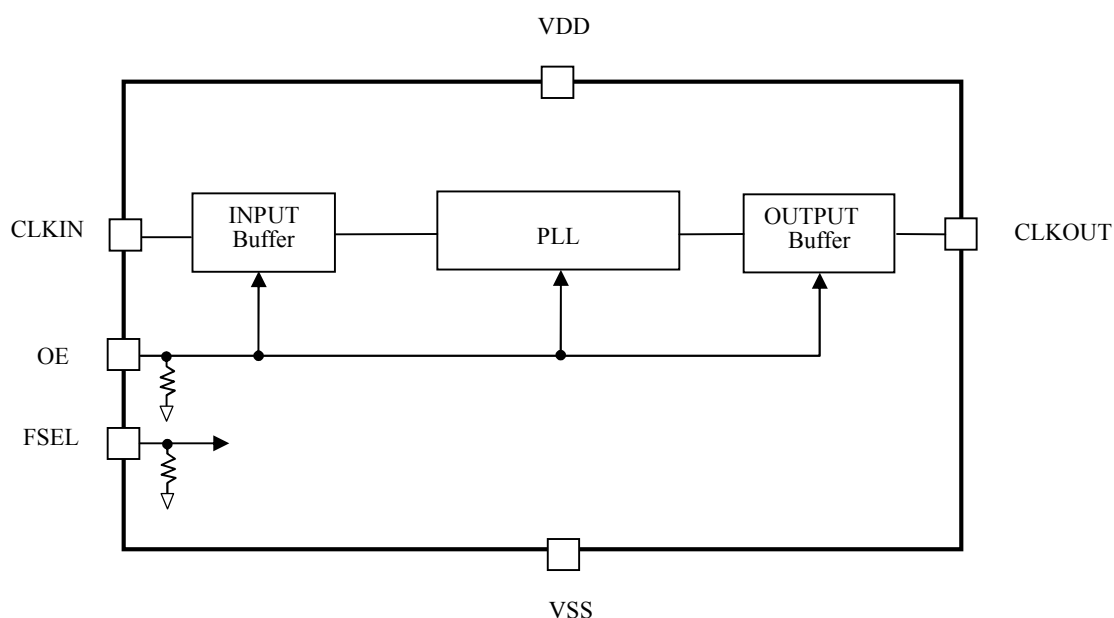 VDD
CLKIN
INPUT
Buffer
PLL
OUTPUT
Buffer
CLKOUT
OE
FSEL
VSS